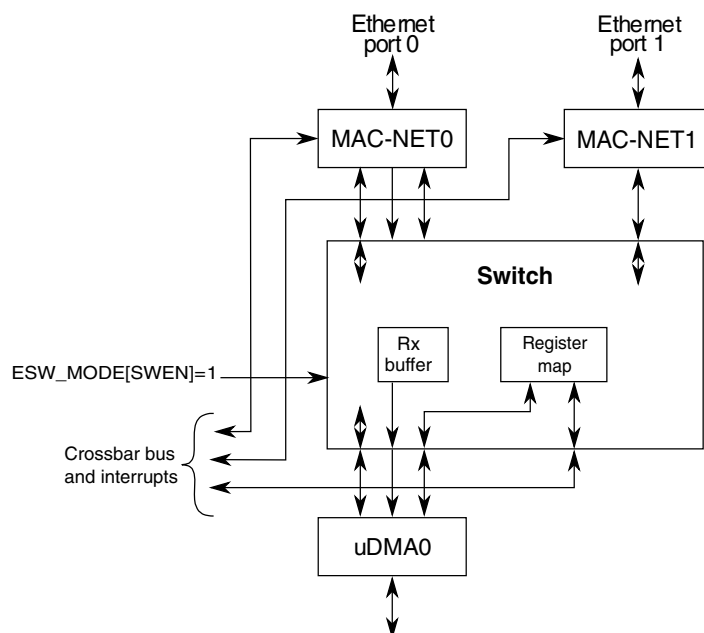 Ethernet
port 0
Ethernet
port 1
MAC-NET0
MAC-NET1
Switch
Rx
buffer
Register
map
ESW_MODE[SWEN]=1
Crossbar bus
and interrupts
uDMA0